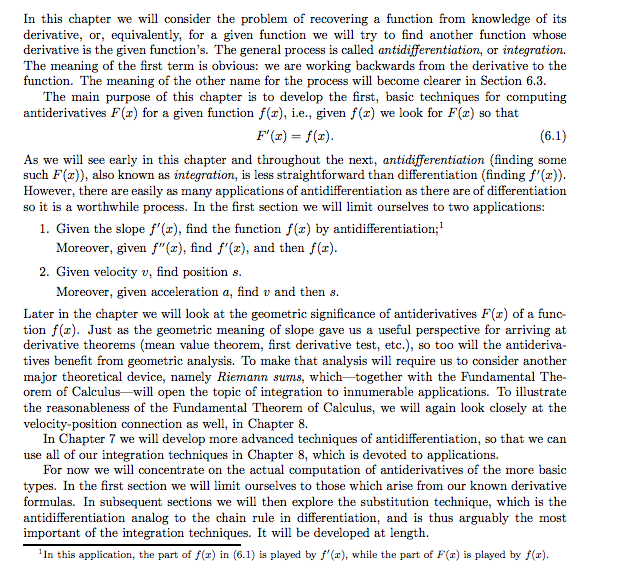 In this chapter we will consider the problem of recovering a function from knowledge of its
derivative, or, equivalently, for a given function we will try to find another function whose
derivative is the given function's. The general process is called antidifferentiation, or integration.
The meaning of the first term is obvious: we are working backwards from the derivative to the
function. The meaning of the other name for the process will become clearer in Section 6.3.
The main purpose of this chapter is to develop the first, basic techniques for computing
antiderivatives F(x) for a given function f(x), i.e., given f(x) we look for F(x) so that
F′(x) = f(x). (6.1)
As we will see early in this chapter and throughout the next, antidifferentiation (finding some
such F(x)), also known as integration, is less straightforward than differentiation (finding f′(x)).
However, there are easily as many applications of antidifferentiation as there are of differentiation
so it is a worthwhile process. In the first section we will limit ourselves to two applications:
1. Given the slope f′(x), find the function f(x) by antidifferentiation;¹
Moreover, given f″(x), find f′(x), and then f(x).
2. Given velocity v, find position s.
Moreover, given acceleration a, find v and then s.
Later in the chapter we will look at the geometric significance of antiderivatives F(x) of a func-
tion f(x). Just as the geometric meaning of slope gave us a useful perspective for arriving at
derivative theorems (mean value theorem, first derivative test, etc.), so too will the antideriva-
tives benefit from geometric analysis. To make that analysis will require us to consider another
major theoretical device, namely Riemann sums, which—together with the Fundamental The-
orem of Calculus—will open the topic of integration to innumerable applications. To illustrate
the reasonableness of the Fundamental Theorem of Calculus, we will again look closely at the
velocity-position connection as well, in Chapter 8.
In Chapter 7 we will develop more advanced techniques of antidifferentiation, so that we can
use all of our integration techniques in Chapter 8, which is devoted to applications.
For now we will concentrate on the actual computation of antiderivatives of the more basic
types. In the first section we will limit ourselves to those which arise from our known derivative
formulas. In subsequent sections we will then explore the substitution technique, which is the
antidifferentiation analog to the chain rule in differentiation, and is thus arguably the most
important of the integration techniques. It will be developed at length.
¹In this application, the part of f(x) in (6.1) is played by f′(x), while the part of F(x) is played by f(x).